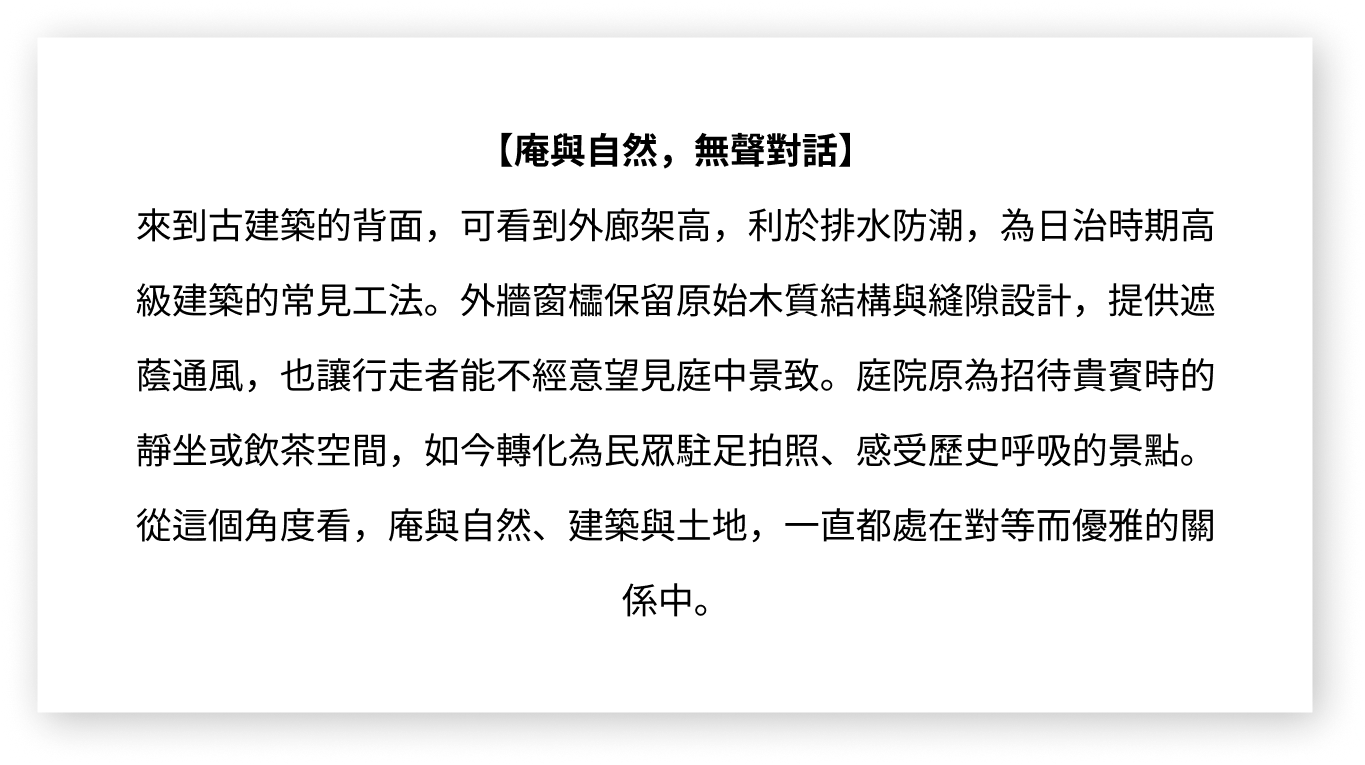 【庵與自然，無聲對話】
來到古建築的背面，可看到外廊架高，利於排水防潮，為日治時期高
級建築的常見工法。外牆窗櫺保留原始木質結構與縫隙設計，提供遮
蔭通風，也讓行走者能不經意望見庭中景致。庭院原為招待貴賓時的
靜坐或飲茶空間，如今轉化為民眾駐足拍照、感受歷史呼吸的景點。
從這個角度看，庵與自然、建築與土地，一直都處在對等而優雅的關
係中。